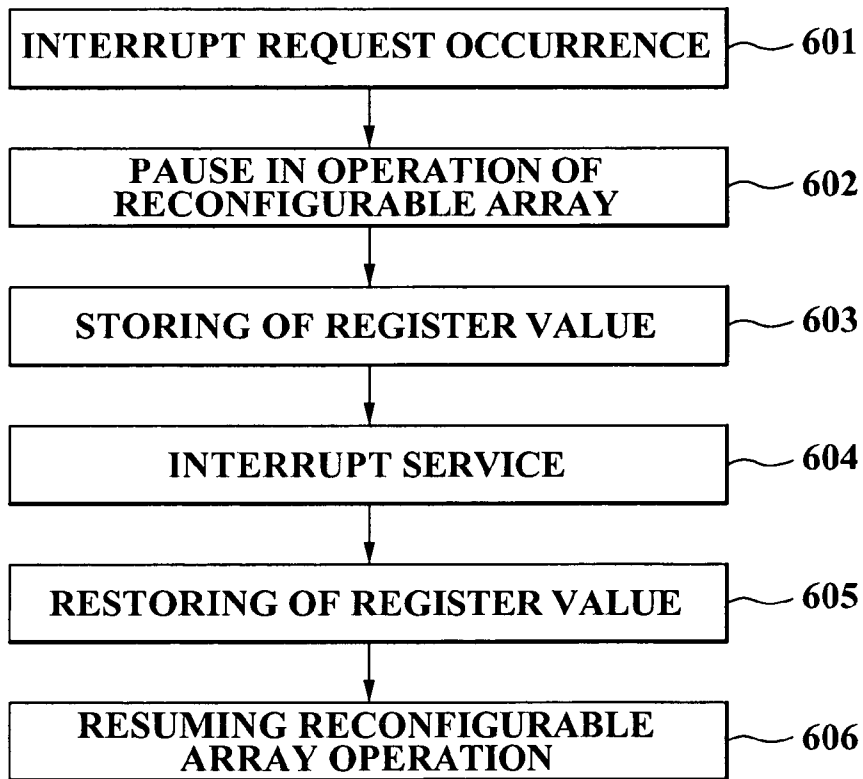 INTERRUPT REQUEST OCCURRENCE 601
PAUSE IN OPERATION OF
RECONFIGURABLE ARRAY 602
STORING OF REGISTER VALUE 603
INTERRUPT SERVICE 604
RESTORING OF REGISTER VALUE 605
RESUMING RECONFIGURABLE
ARRAY OPERATION 606